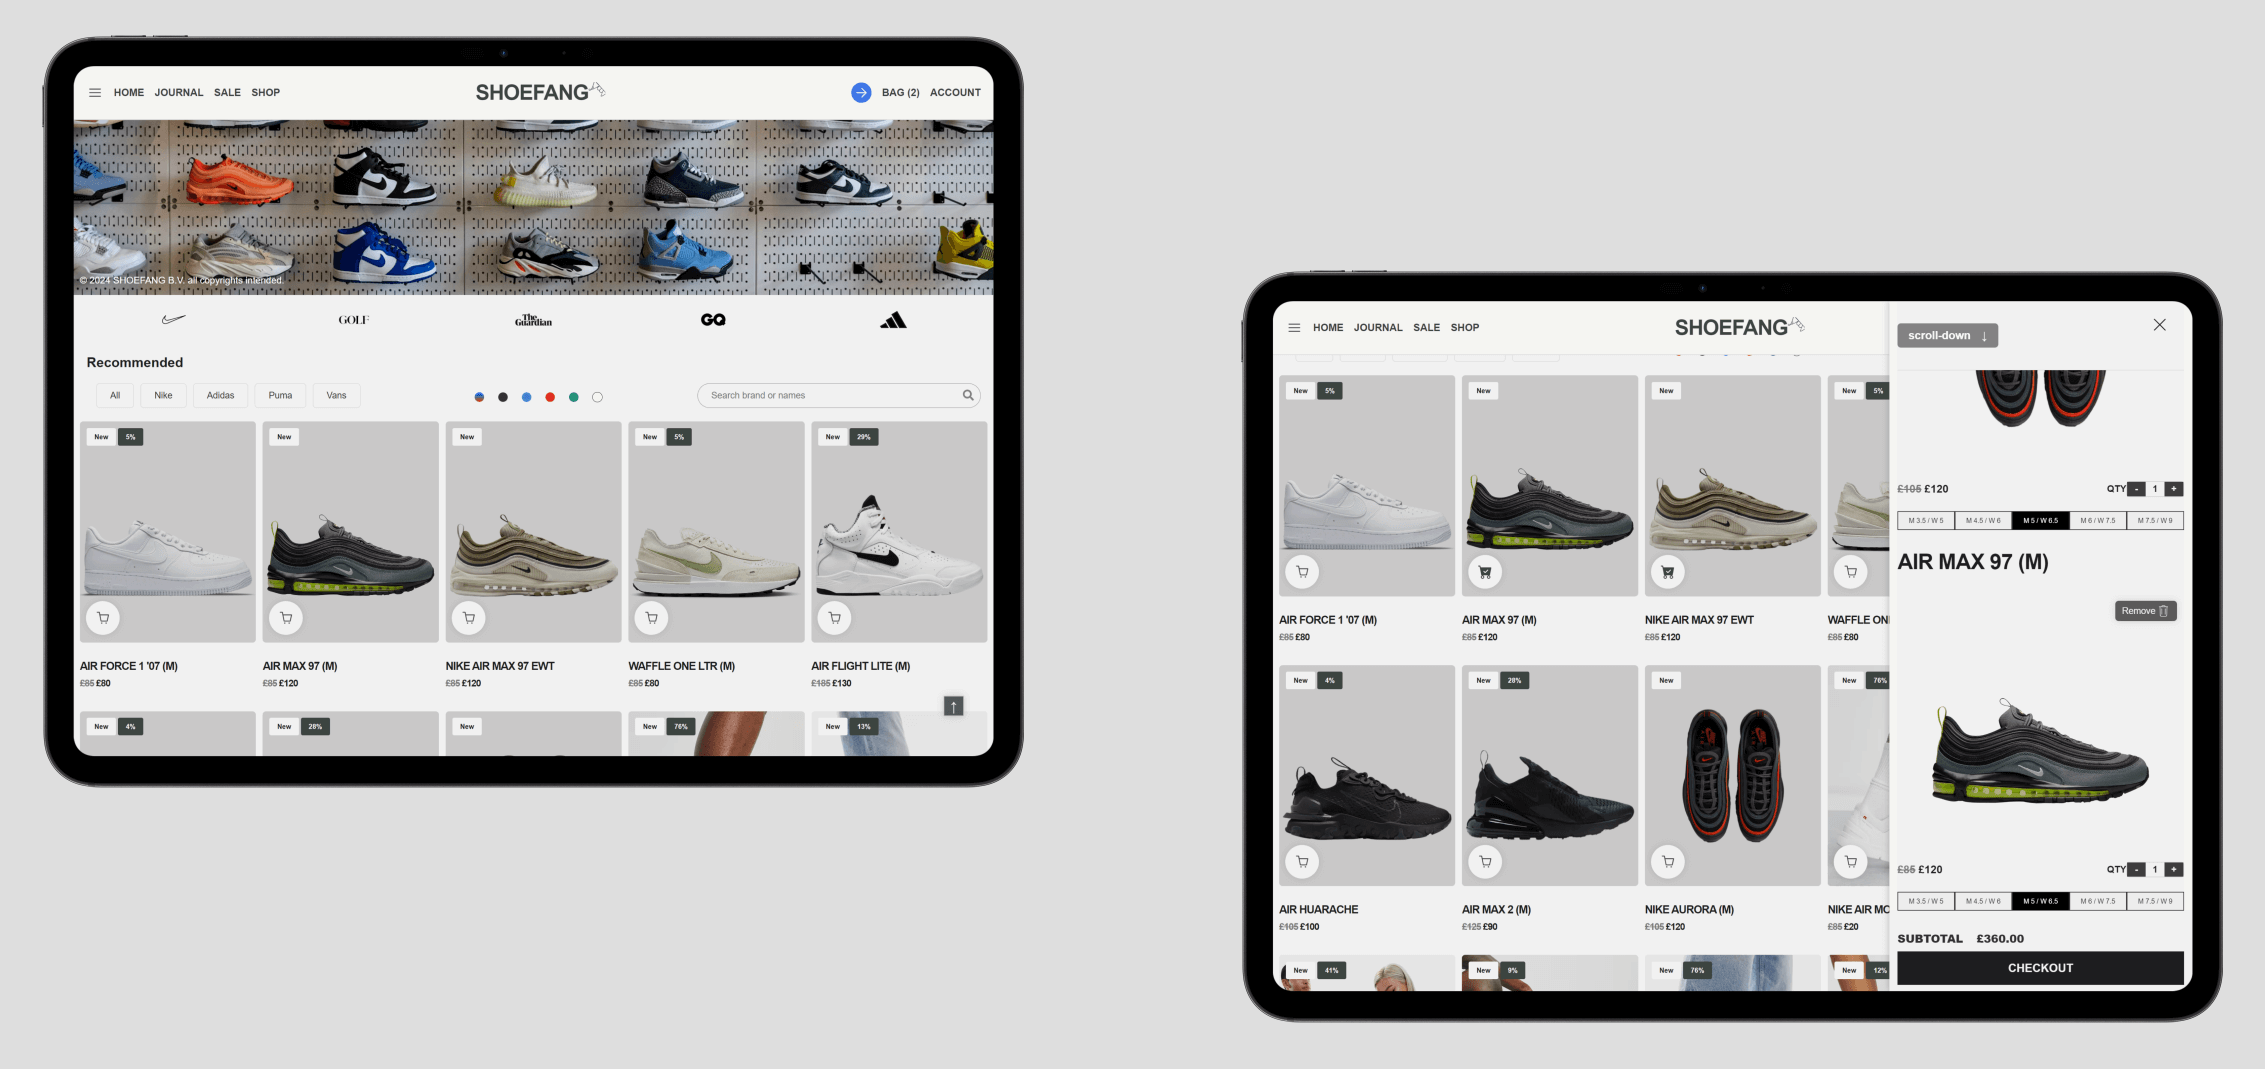 HOME JOURNAL SALE SHOP
SHOEFANG
BAG (2) ACCOUNT
© 2024 SHOEFANG B.V. all copyrights intended.
GOLF
The Guardian
GQ
Recommended
All Nike Adidas Puma Vans
Search brand or names
New 5%
New
New
New 5%
New 29%
AIR FORCE 1 '07 (M)
£85 £80
AIR MAX 97 (M)
£85 £120
NIKE AIR MAX 97 EWT
£85 £120
WAFFLE ONE LTR (M)
£85 £80
AIR FLIGHT LITE (M)
£185 £130
New 4%
New 28%
New
New 76%
New 13%
HOME JOURNAL SALE SHOP
SHOEFANG
New 5%
New
New
New 5%
AIR FORCE 1 '07 (M)
£85 £80
AIR MAX 97 (M)
£85 £120
NIKE AIR MAX 97 EWT
£85 £120
WAFFLE ON
£85 £80
New 4%
New 28%
New
New 76%
AIR HUARACHE
£105 £100
AIR MAX 2 (M)
£125 £90
NIKE AURORA (M)
£105 £120
NIKE AIR MO
£85 £20
New 41%
New 9%
New 76%
New 12%
scroll-down ↓
£105 £120
QTY - 1 +
M 3.5 / W 5 M 4.5 / W 6 M 5 / W 6.5 M 6 / W 7.5 M 7.5 / W 9
AIR MAX 97 (M)
Remove
£85 £120
QTY - 1 +
M 3.5 / W 5 M 4.5 / W 6 M 5 / W 6.5 M 6 / W 7.5 M 7.5 / W 9
SUBTOTAL £360.00
CHECKOUT